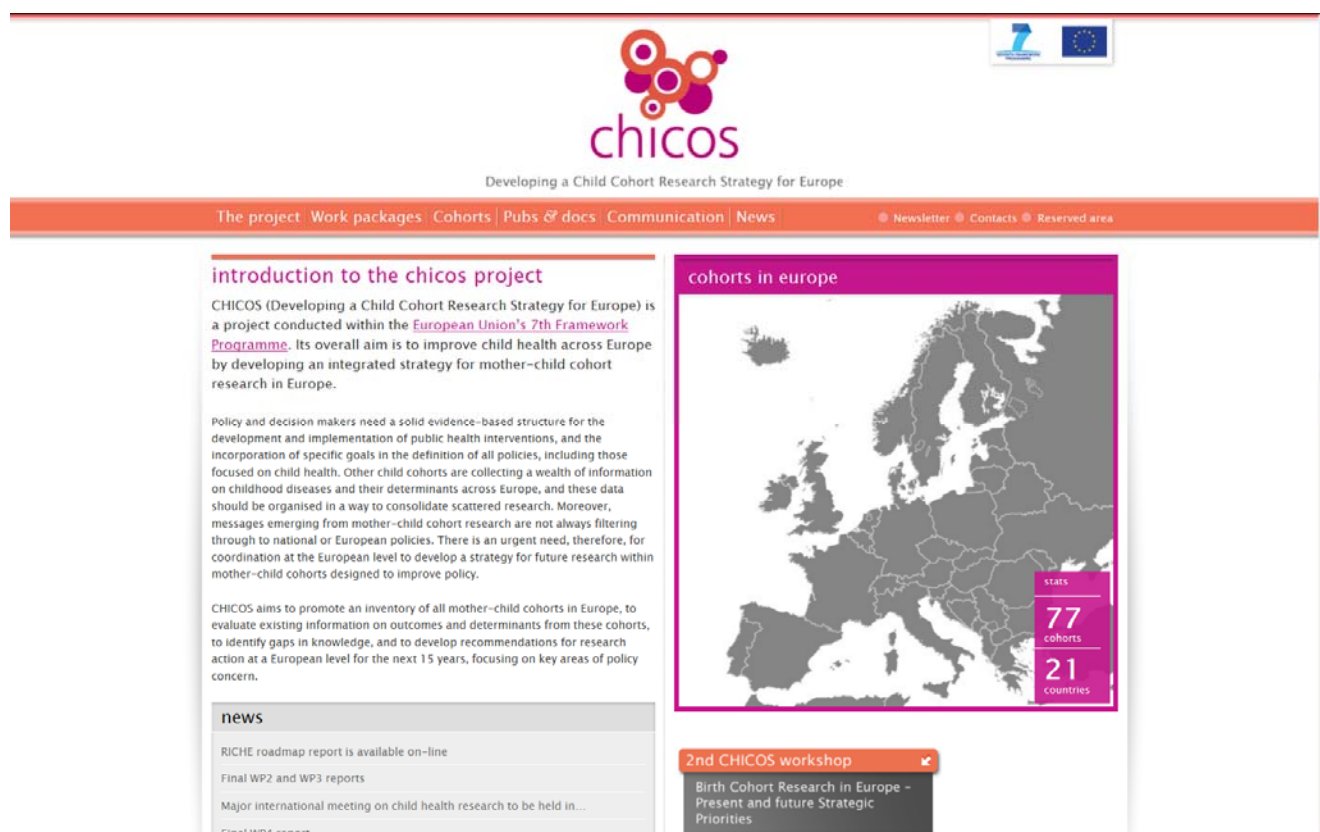 chicos
Developing a Child Cohort Research Strategy for Europe
The project | Work packages | Cohorts | Pubs & docs | Communication | News
Newsletter Contacts Reserved area
introduction to the chicos project
CHICOS (Developing a Child Cohort Research Strategy for Europe) is
a project conducted within the European Union's 7th Framework
Programme. Its overall aim is to improve child health across Europe
by developing an integrated strategy for mother-child cohort
research in Europe.
Policy and decision makers need a solid evidence-based structure for the
development and implementation of public health interventions, and the
incorporation of specific goals in the definition of all policies, including those
focused on child health. Other child cohorts are collecting a wealth of information
on childhood diseases and their determinants across Europe, and these data
should be organised in a way to consolidate scattered research. Moreover,
messages emerging from mother-child cohort research are not always filtering
through to national or European policies. There is an urgent need, therefore, for
coordination at the European level to develop a strategy for future research within
mother-child cohorts designed to improve policy.
CHICOS aims to promote an inventory of all mother-child cohorts in Europe, to
evaluate existing information on outcomes and determinants from these cohorts,
to identify gaps in knowledge, and to develop recommendations for research
action at a European level for the next 15 years, focusing on key areas of policy
concern.
news
RICHE roadmap report is available on-line
Final WP2 and WP3 reports
Major international meeting on child health research to be held in...
cohorts in europe
stats
77
cohorts
21
countries
2nd CHICOS workshop
Birth Cohort Research in Europe -
Present and future Strategic
Priorities